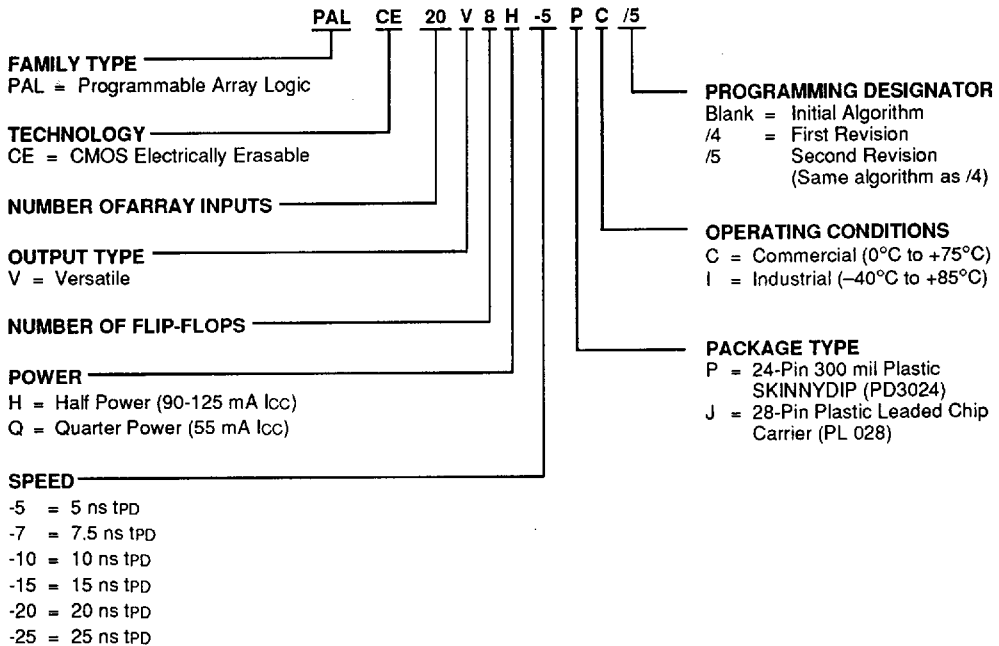 PAL CE 20 V 8 H -5 P C /5
FAMILY TYPE
PAL = Programmable Array Logic
TECHNOLOGY
CE = CMOS Electrically Erasable
NUMBER OFARRAY INPUTS
OUTPUT TYPE
V = Versatile
NUMBER OF FLIP-FLOPS
POWER
H = Half Power (90-125 mA ICC)
Q = Quarter Power (55 mA ICC)
SPEED
-5 = 5 ns tPD
-7 = 7.5 ns tPD
-10 = 10 ns tPD
-15 = 15 ns tPD
-20 = 20 ns tPD
-25 = 25 ns tPD
PROGRAMMING DESIGNATOR
Blank = Initial Algorithm
/4 = First Revision
/5 Second Revision
(Same algorithm as /4)
OPERATING CONDITIONS
C = Commercial (0°C to +75°C)
I = Industrial (–40°C to +85°C)
PACKAGE TYPE
P = 24-Pin 300 mil Plastic
SKINNYDIP (PD3024)
J = 28-Pin Plastic Leaded Chip
Carrier (PL 028)